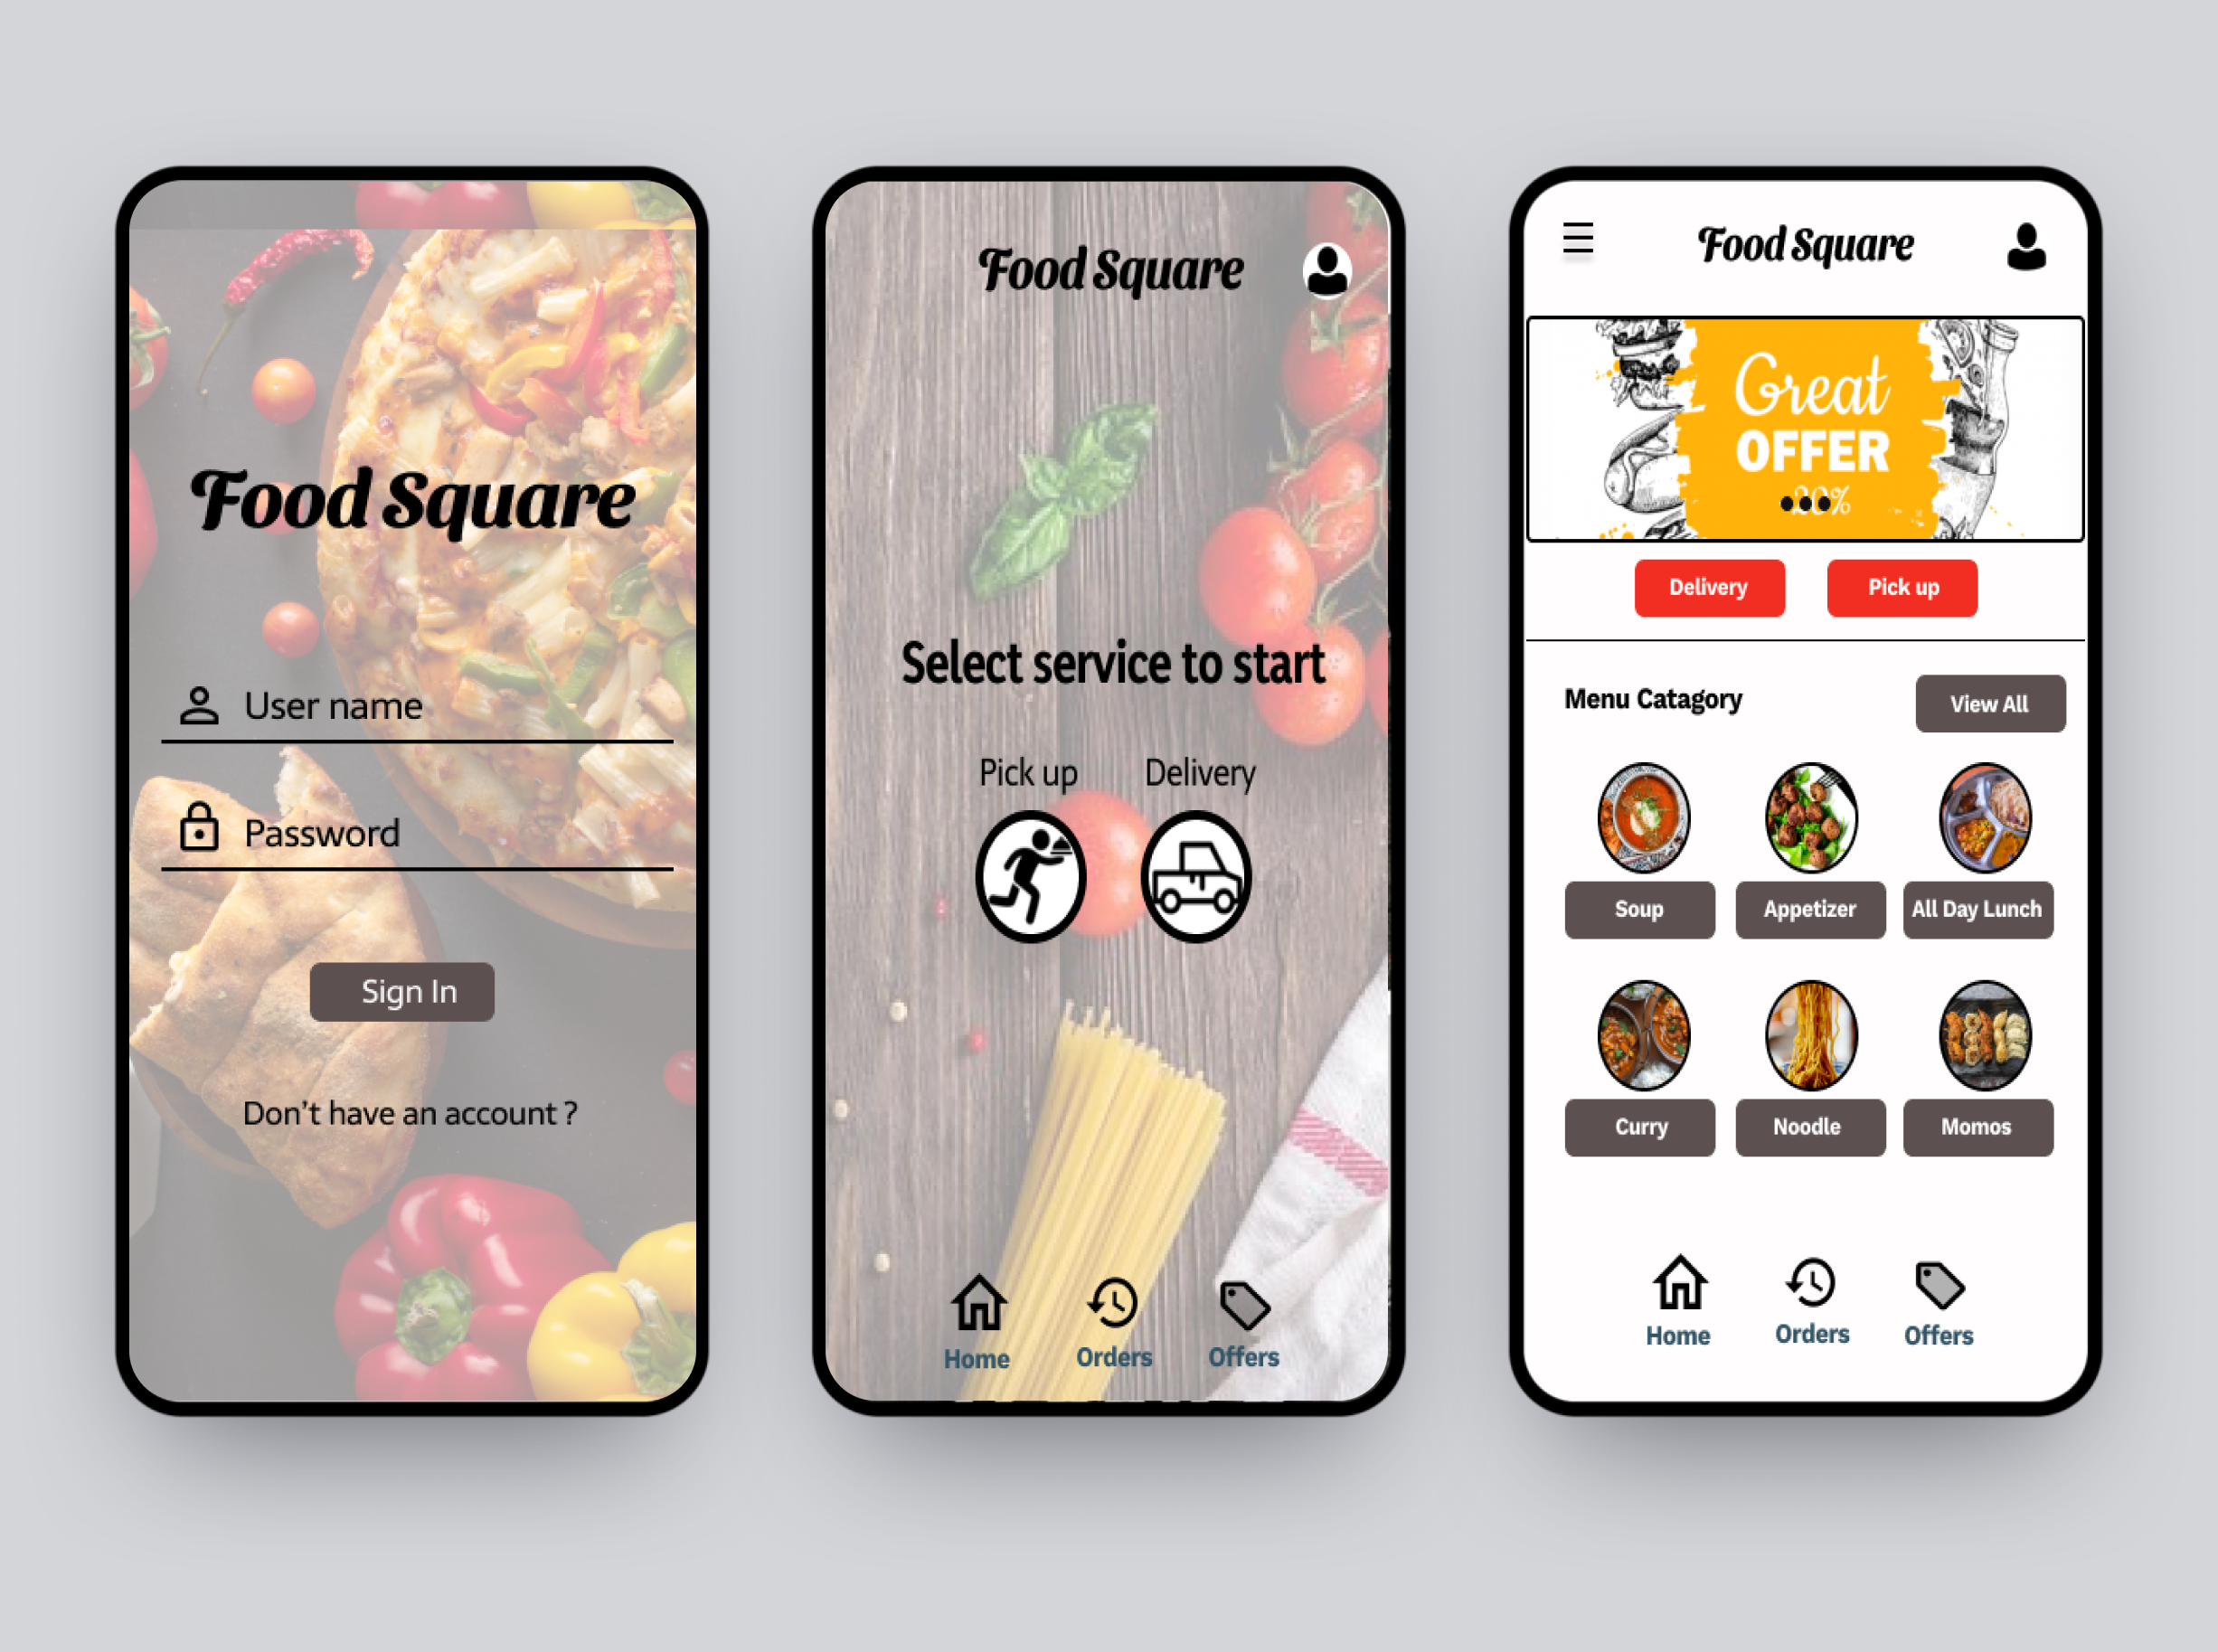 Food Square
User name
Password
Sign In
Don't have an account ?
Food Square
Select service to start
Pick up Delivery
Home Orders Offers
Food Square
Great
OFFER
20%
Delivery Pick up
Menu Catagory View All
Soup Appetizer All Day Lunch
Curry Noodle Momos
Home Orders Offers